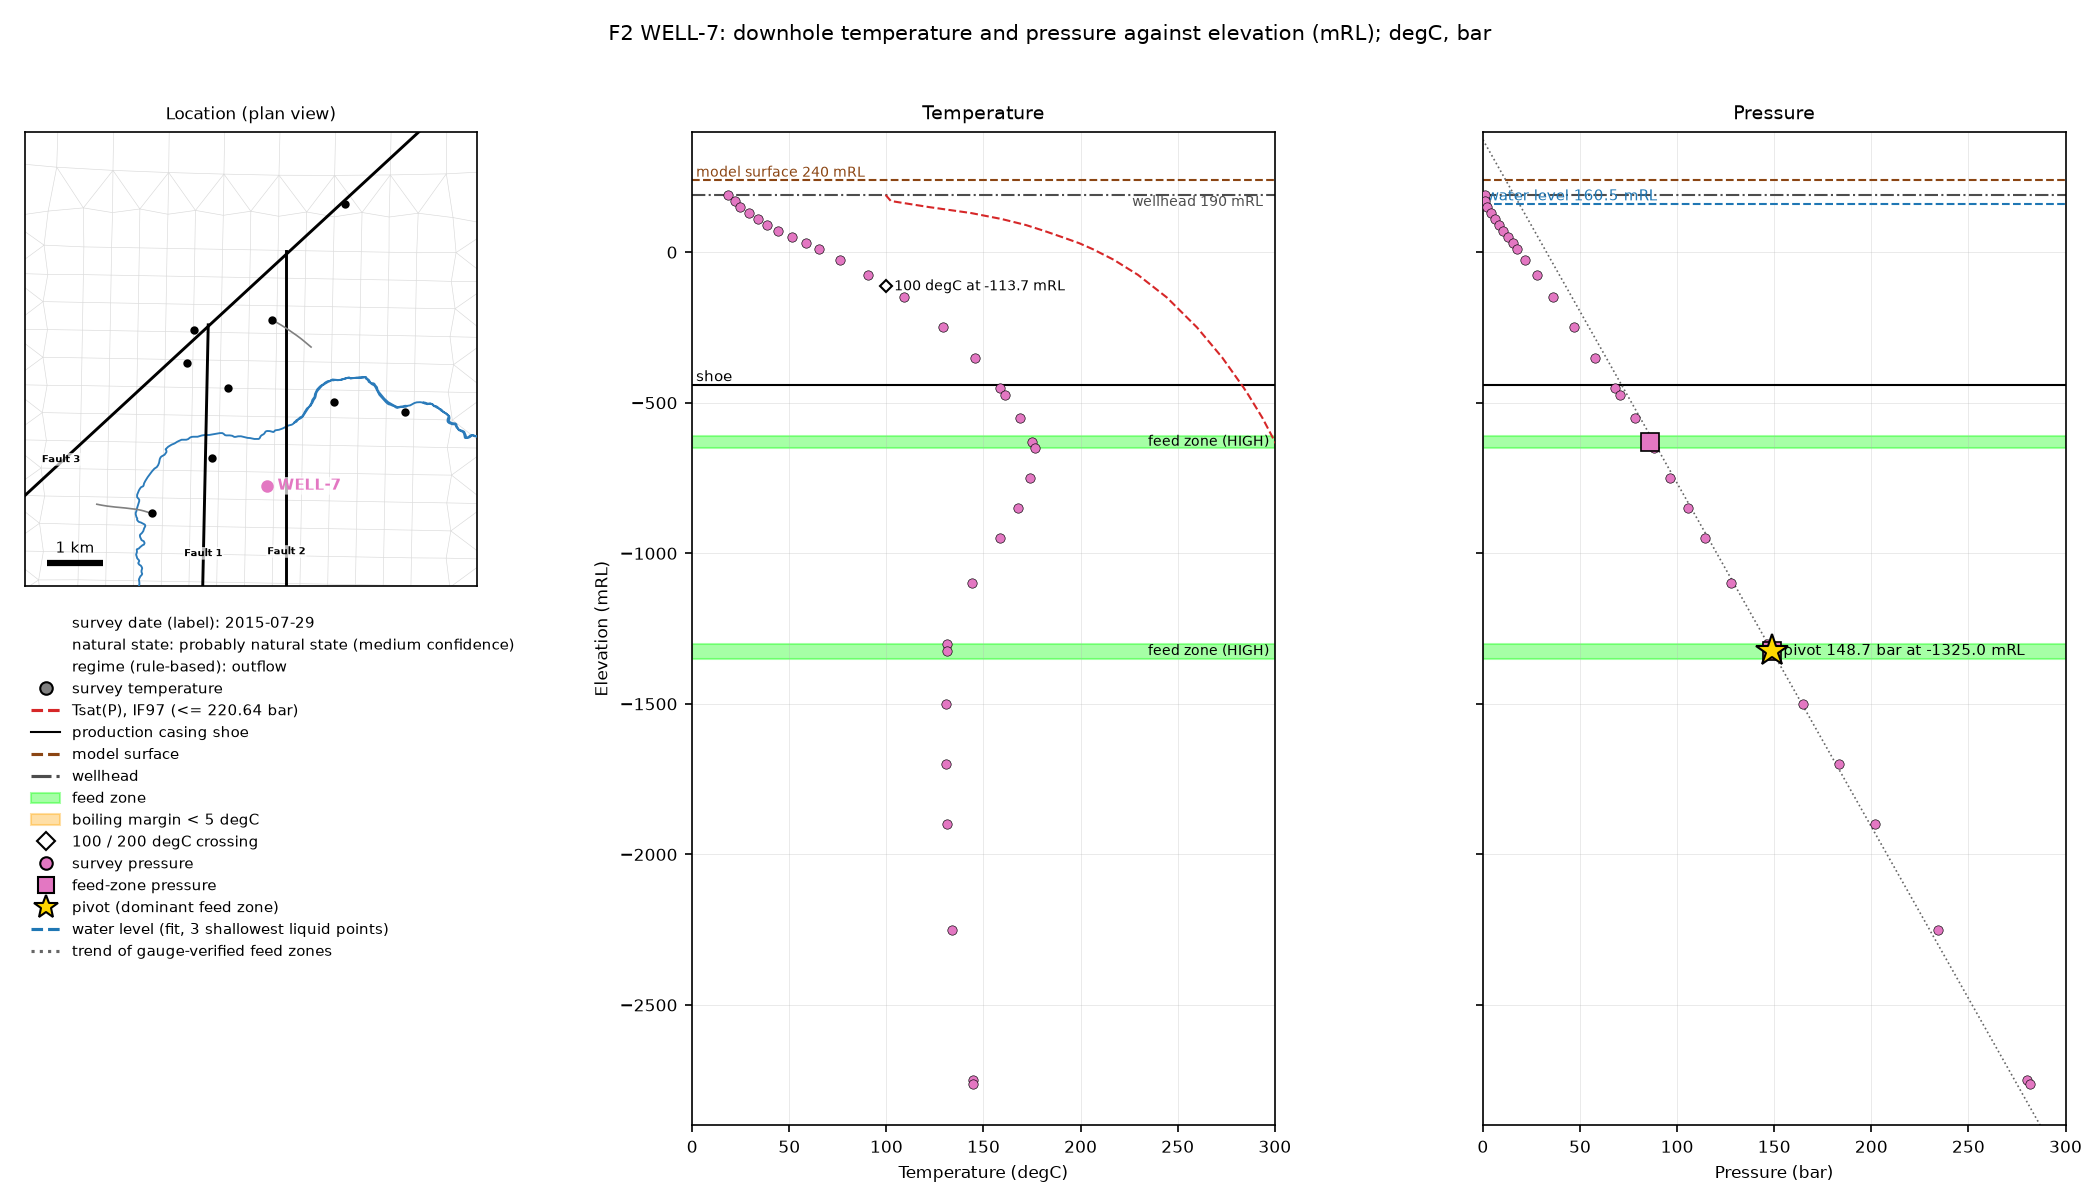 F2 WELL-7: downhole temperature and pressure against elevation (mRL); degC, bar
Location (plan view)
Fault 3
WELL-7
1 km
Fault 1
Fault 2
survey date (label): 2015-07-29
natural state: probably natural state (medium confidence)
regime (rule-based): outflow
survey temperature
Tsat(P), IF97 (<= 220.64 bar)
production casing shoe
model surface
wellhead
feed zone
boiling margin < 5 degC
100 / 200 degC crossing
survey pressure
feed-zone pressure
pivot (dominant feed zone)
water level (fit, 3 shallowest liquid points)
trend of gauge-verified feed zones
Temperature
model surface 240 mRL
wellhead 190 mRL
100 degC at -113.7 mRL
shoe
feed zone (HIGH)
feed zone (HIGH)
0
−500
−1000
−1500
−2000
−2500
Elevation (mRL)
0 50 100 150 200 250 300
Temperature (degC)
Pressure
water level 160.5 mRL
pivot 148.7 bar at -1325.0 mRL
0 50 100 150 200 250 300
Pressure (bar)